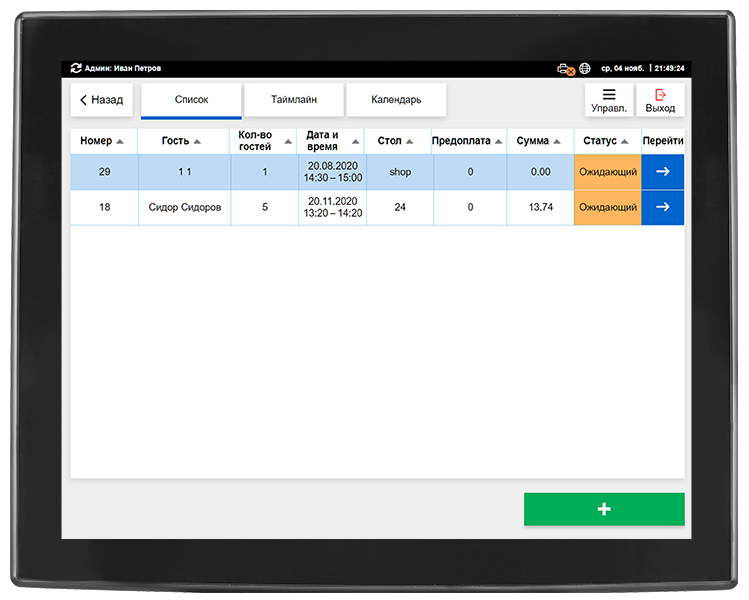 Админ: Иван Петров
ср, 04 нояб. | 21:49:24
Назад
Список
Таймлайн
Календарь
Управл.
Выход
Номер
Гость
Кол-во
гостей
Дата и
время
Стол
Предоплата
Сумма
Статус
Перейти
29
1 1
1
20.08.2020
14:30 – 15:00
shop
0
0.00
Ожидающий
18
Сидор Сидоров
5
20.11.2020
13:20 – 14:20
24
0
13.74
Ожидающий
+